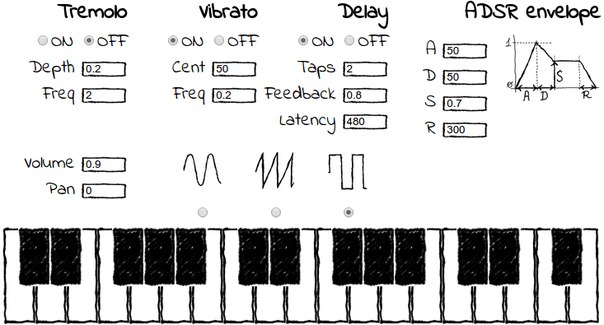 Tremolo Vibrato Delay ADSR envelope
ON OFF ON OFF ON OFF
Depth 0.2 Cent 50 Taps 2 A 50
Freq 2 Freq 0.2 Feedback 0.8 D 50
Latency 480 S 0.7
R 300
1
S
0 A D R
Volume 0.9
Pan 0